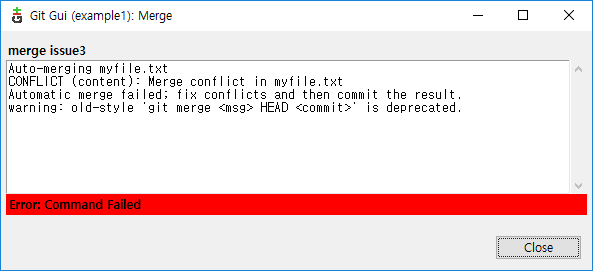 Git Gui (example1): Merge
merge issue3
Auto-merging myfile.txt
CONFLICT (content): Merge conflict in myfile.txt
Automatic merge failed; fix conflicts and then commit the result.
warning: old-style 'git merge <msg> HEAD <commit>' is deprecated.
Error: Command Failed
Close